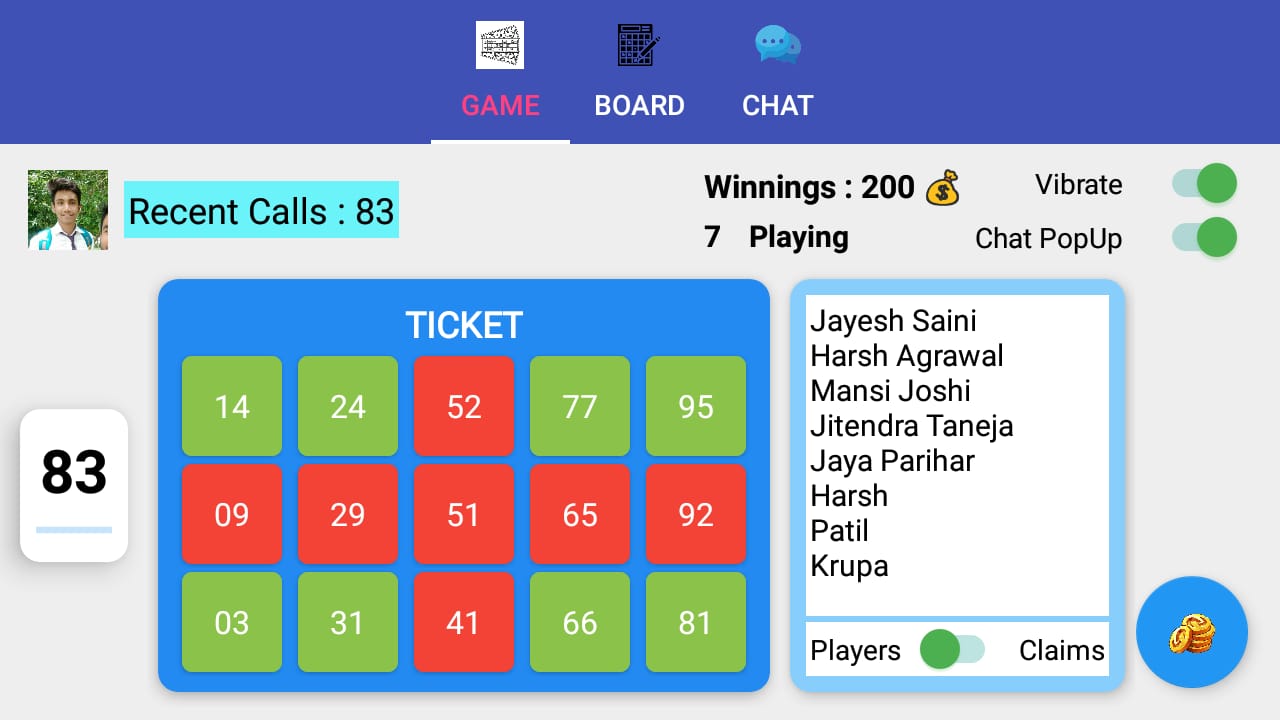 GAME
BOARD
CHAT
Recent Calls : 83
Winnings : 200
7 Playing
Vibrate
Chat PopUp
83
TICKET
14 24 52 77 95
09 29 51 65 92
03 31 41 66 81
Jayesh Saini
Harsh Agrawal
Mansi Joshi
Jitendra Taneja
Jaya Parihar
Harsh
Patil
Krupa
Players
Claims